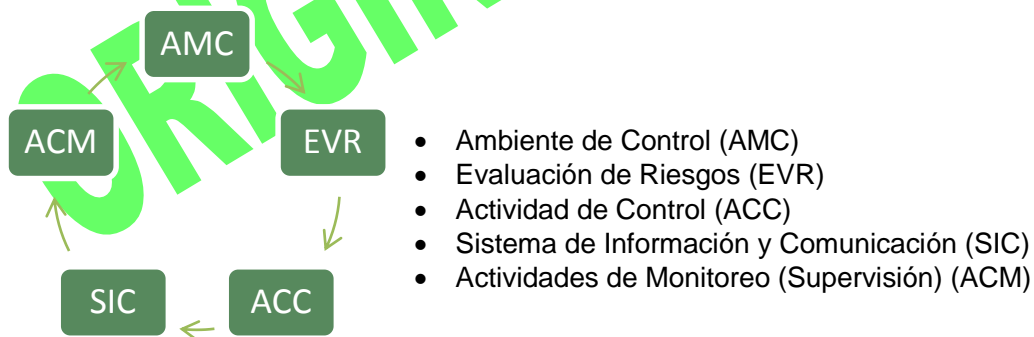 AMC
EVR
ACC
SIC
ACM
• Ambiente de Control (AMC)
• Evaluación de Riesgos (EVR)
• Actividad de Control (ACC)
• Sistema de Información y Comunicación (SIC)
• Actividades de Monitoreo (Supervisión) (ACM)